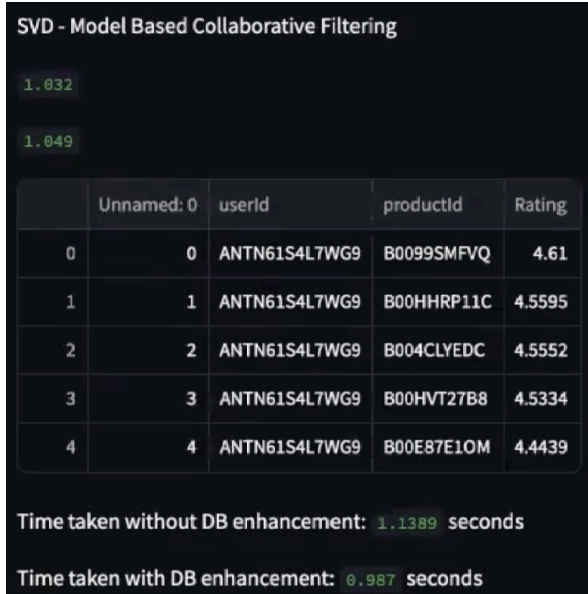 SVD - Model Based Collaborative Filtering
1.032
1.049
Unnamed: 0 userId productId Rating
0 0 ANTN61S4L7WG9 B0099SMFVQ 4.61
1 1 ANTN61S4L7WG9 B00HHRP11C 4.5595
2 2 ANTN61S4L7WG9 B004CLYEDC 4.5552
3 3 ANTN61S4L7WG9 B00HVT27B8 4.5334
4 4 ANTN61S4L7WG9 B00E87E1OM 4.4439
Time taken without DB enhancement: 1.1389 seconds
Time taken with DB enhancement: 0.987 seconds